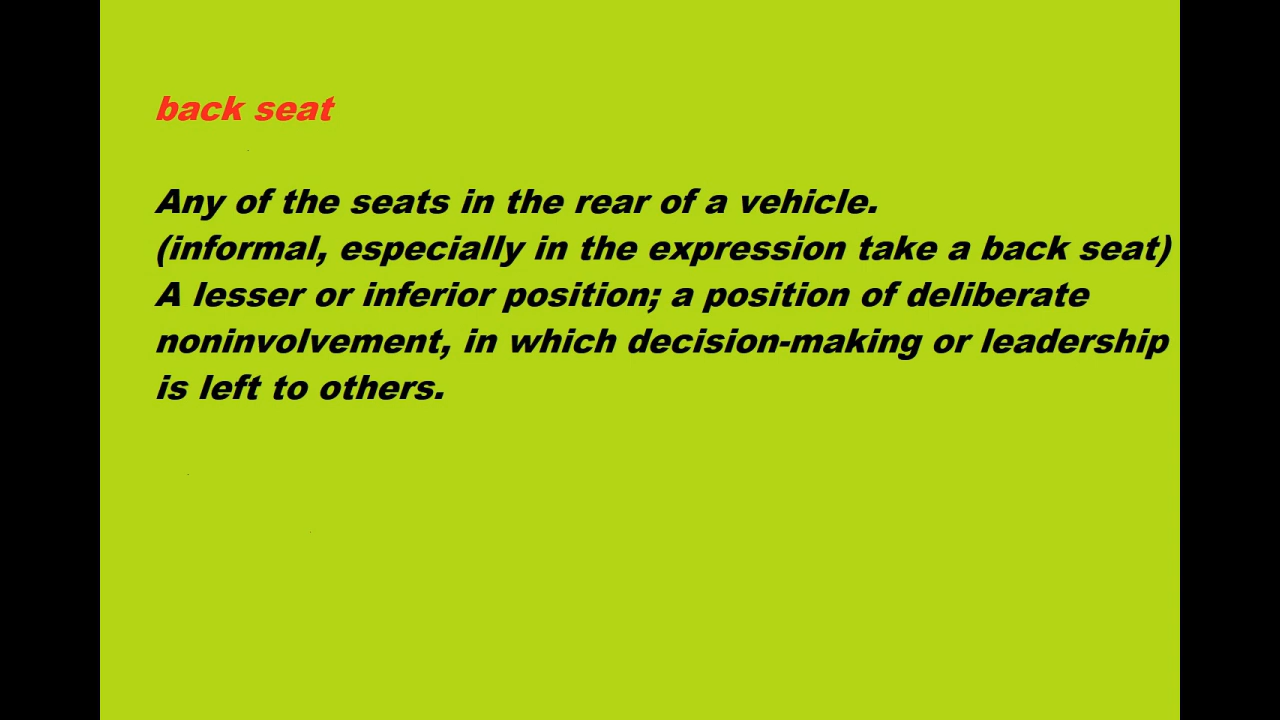 back seat
Any of the seats in the rear of a vehicle.
(informal, especially in the expression take a back seat)
A lesser or inferior position; a position of deliberate
noninvolvement, in which decision-making or leadership
is left to others.